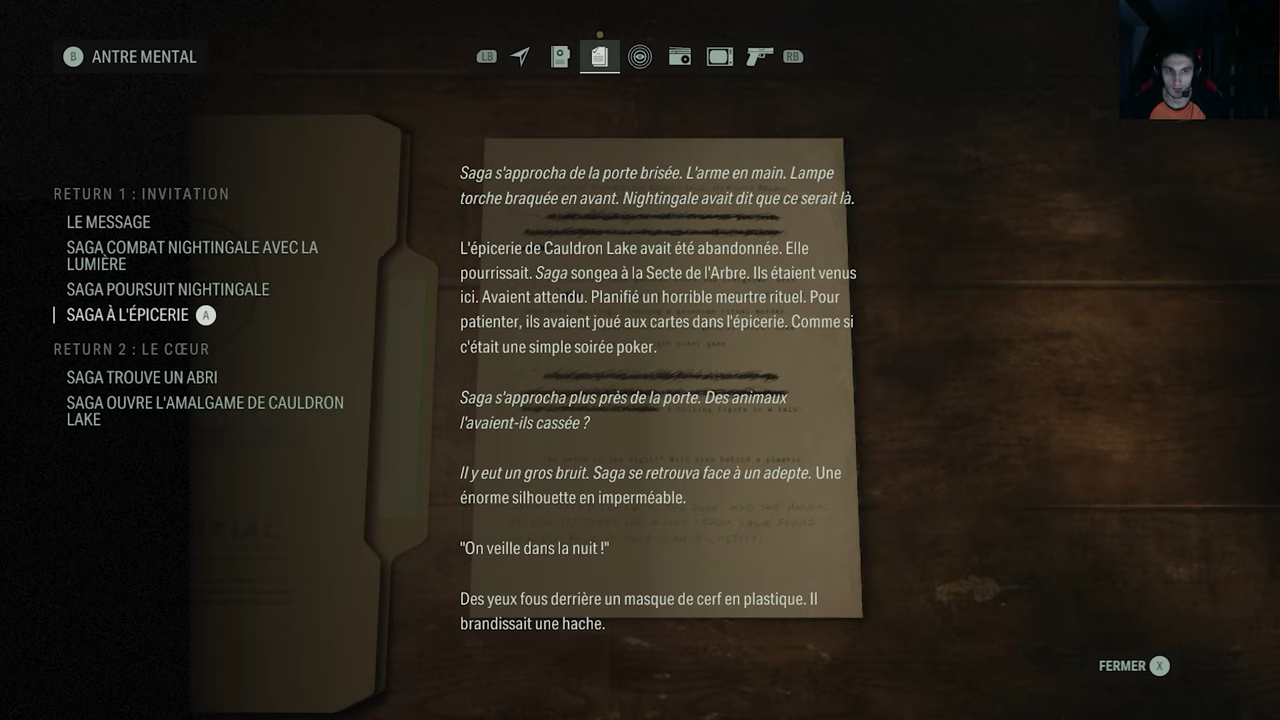 B ANTRE MENTAL
LB
RB
RETURN 1 : INVITATION
LE MESSAGE
SAGA COMBAT NIGHTINGALE AVEC LA
LUMIÈRE
SAGA POURSUIT NIGHTINGALE
SAGA À L'ÉPICERIE A
RETURN 2 : LE CŒUR
SAGA TROUVE UN ABRI
SAGA OUVRE L'AMALGAME DE CAULDRON
LAKE
Saga s'approcha de la porte brisée. L'arme en main. Lampe
torche braquée en avant. Nightingale avait dit que ce serait là.
L'épicerie de Cauldron Lake avait été abandonnée. Elle
pourrissait. Saga songea à la Secte de l'Arbre. Ils étaient venus
ici. Avaient attendu. Planifié un horrible meurtre rituel. Pour
patienter, ils avaient joué aux cartes dans l'épicerie. Comme si
c'était une simple soirée poker.
Saga s'approcha plus près de la porte. Des animaux
l'avaient-ils cassée ?
Il y eut un gros bruit. Saga se retrouva face à un adepte. Une
énorme silhouette en imperméable.
"On veille dans la nuit !"
Des yeux fous derrière un masque de cerf en plastique. Il
brandissait une hache.
FERMER X